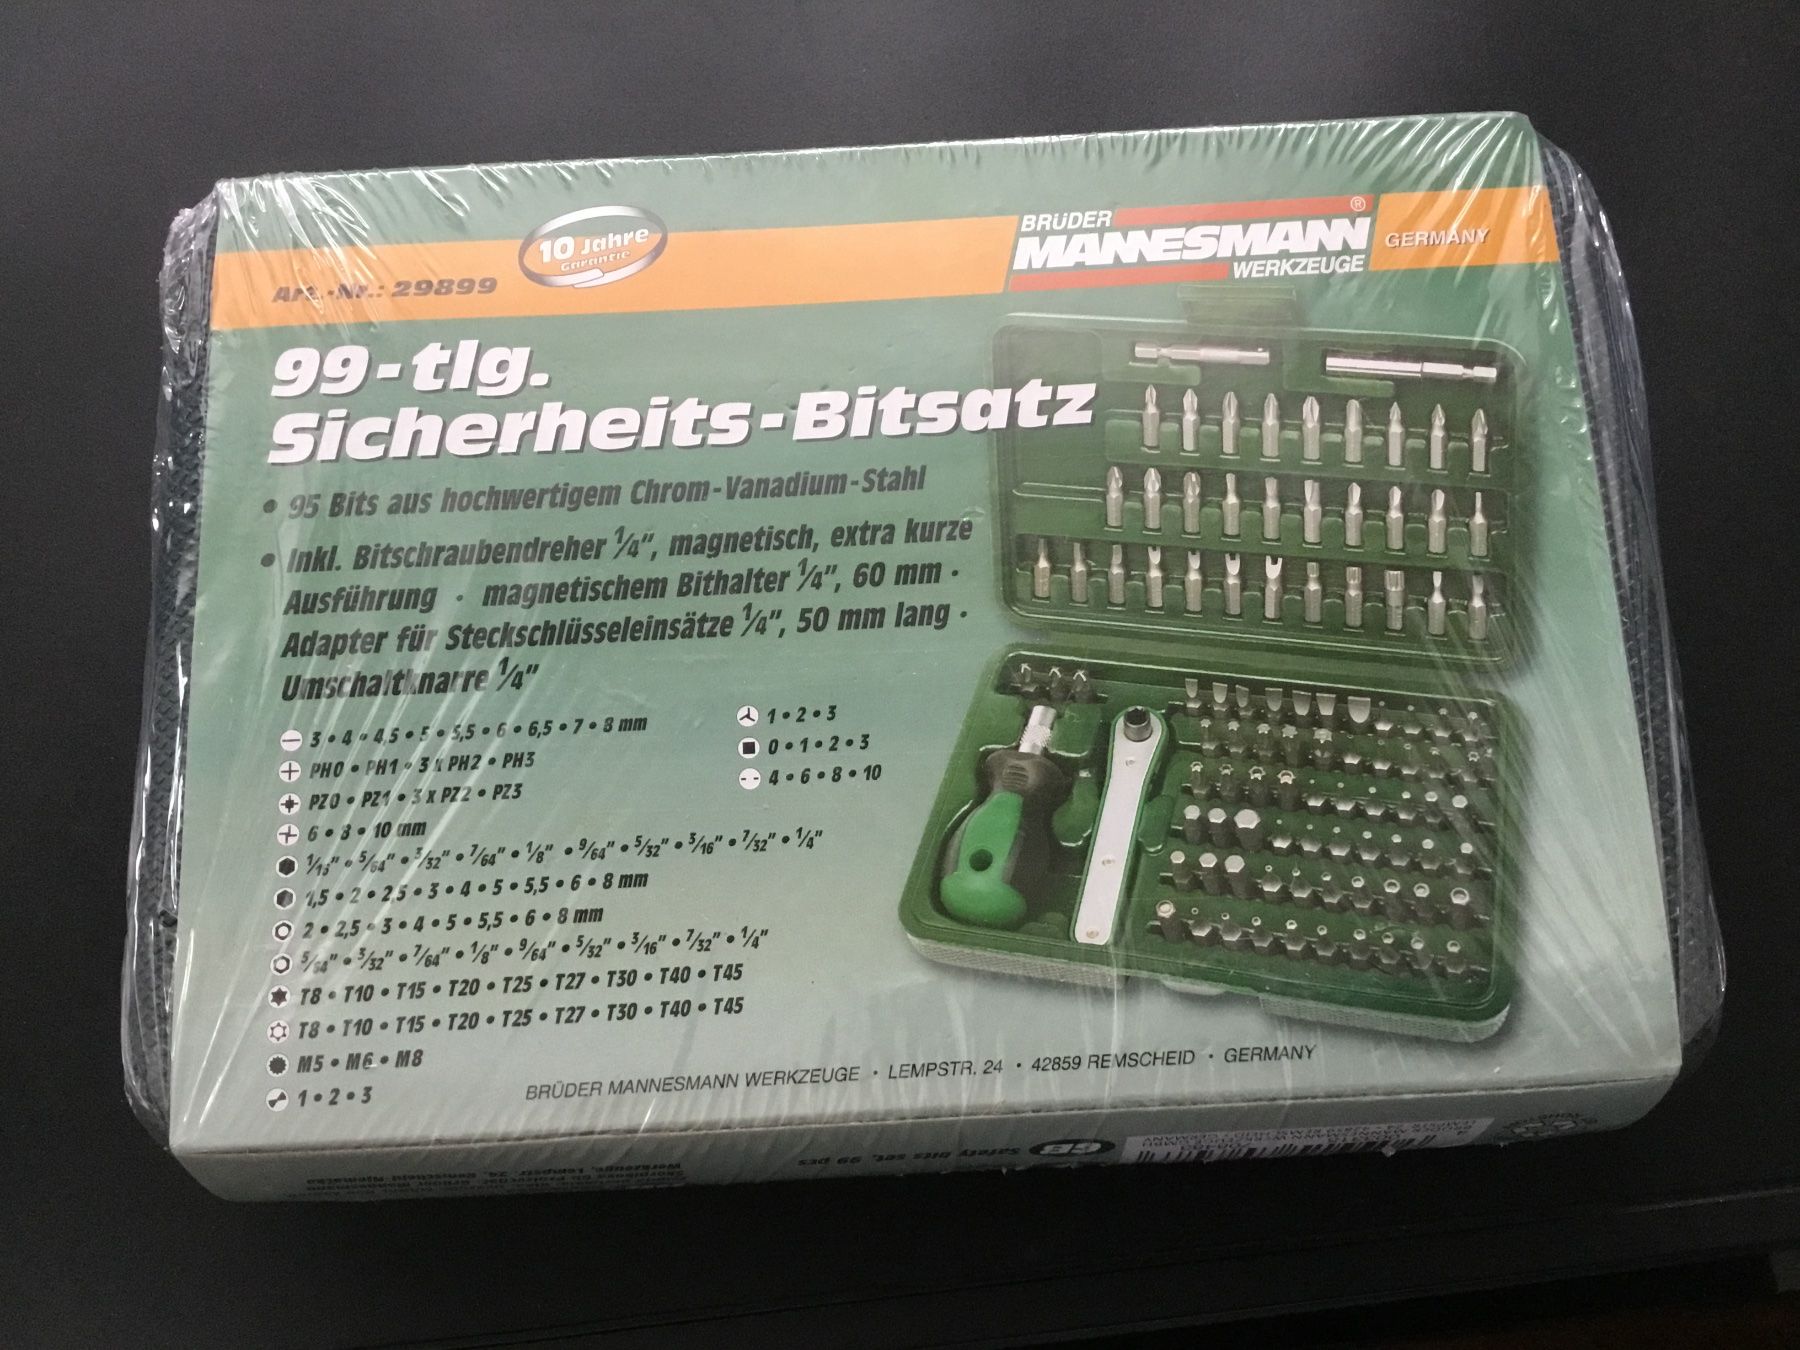 BRÜDER
MANNESMANN®
WERKZEUGE
GERMANY
10 Jahre
Garantie
Art.-Nr.: 29899
99-tlg.
Sicherheits-Bitsatz
• 95 Bits aus hochwertigem Chrom-Vanadium-Stahl
• Inkl. Bitschraubendreher 1/4", magnetisch, extra kurze
Ausführung · magnetischem Bithalter 1/4", 60 mm ·
Adapter für Steckschlüsseleinsätze 1/4", 50 mm lang ·
Umschaltknarre 1/4"
3 • 4 • 4,5 • 5 • 5,5 • 6 • 6,5 • 7 • 8 mm
PH0 • PH1 • 3 x PH2 • PH3
PZ0 • PZ1 • 3 x PZ2 • PZ3
6 • 8 • 10 mm
1/16" • 5/64" • 3/32" • 7/64" • 1/8" • 9/64" • 5/32" • 3/16" • 7/32" • 1/4"
1,5 • 2 • 2,5 • 3 • 4 • 5 • 5,5 • 6 • 8 mm
2 • 2,5 • 3 • 4 • 5 • 5,5 • 6 • 8 mm
5/64" • 3/32" • 7/64" • 1/8" • 9/64" • 5/32" • 3/16" • 7/32" • 1/4"
T8 • T10 • T15 • T20 • T25 • T27 • T30 • T40 • T45
T8 • T10 • T15 • T20 • T25 • T27 • T30 • T40 • T45
M5 • M6 • M8
1 • 2 • 3
1 • 2 • 3
0 • 1 • 2 • 3
4 • 6 • 8 • 10
BRÜDER MANNESMANN WERKZEUGE · LEMPSTR. 24 · 42859 REMSCHEID · GERMANY
GB Safety bits set, 99 pcs